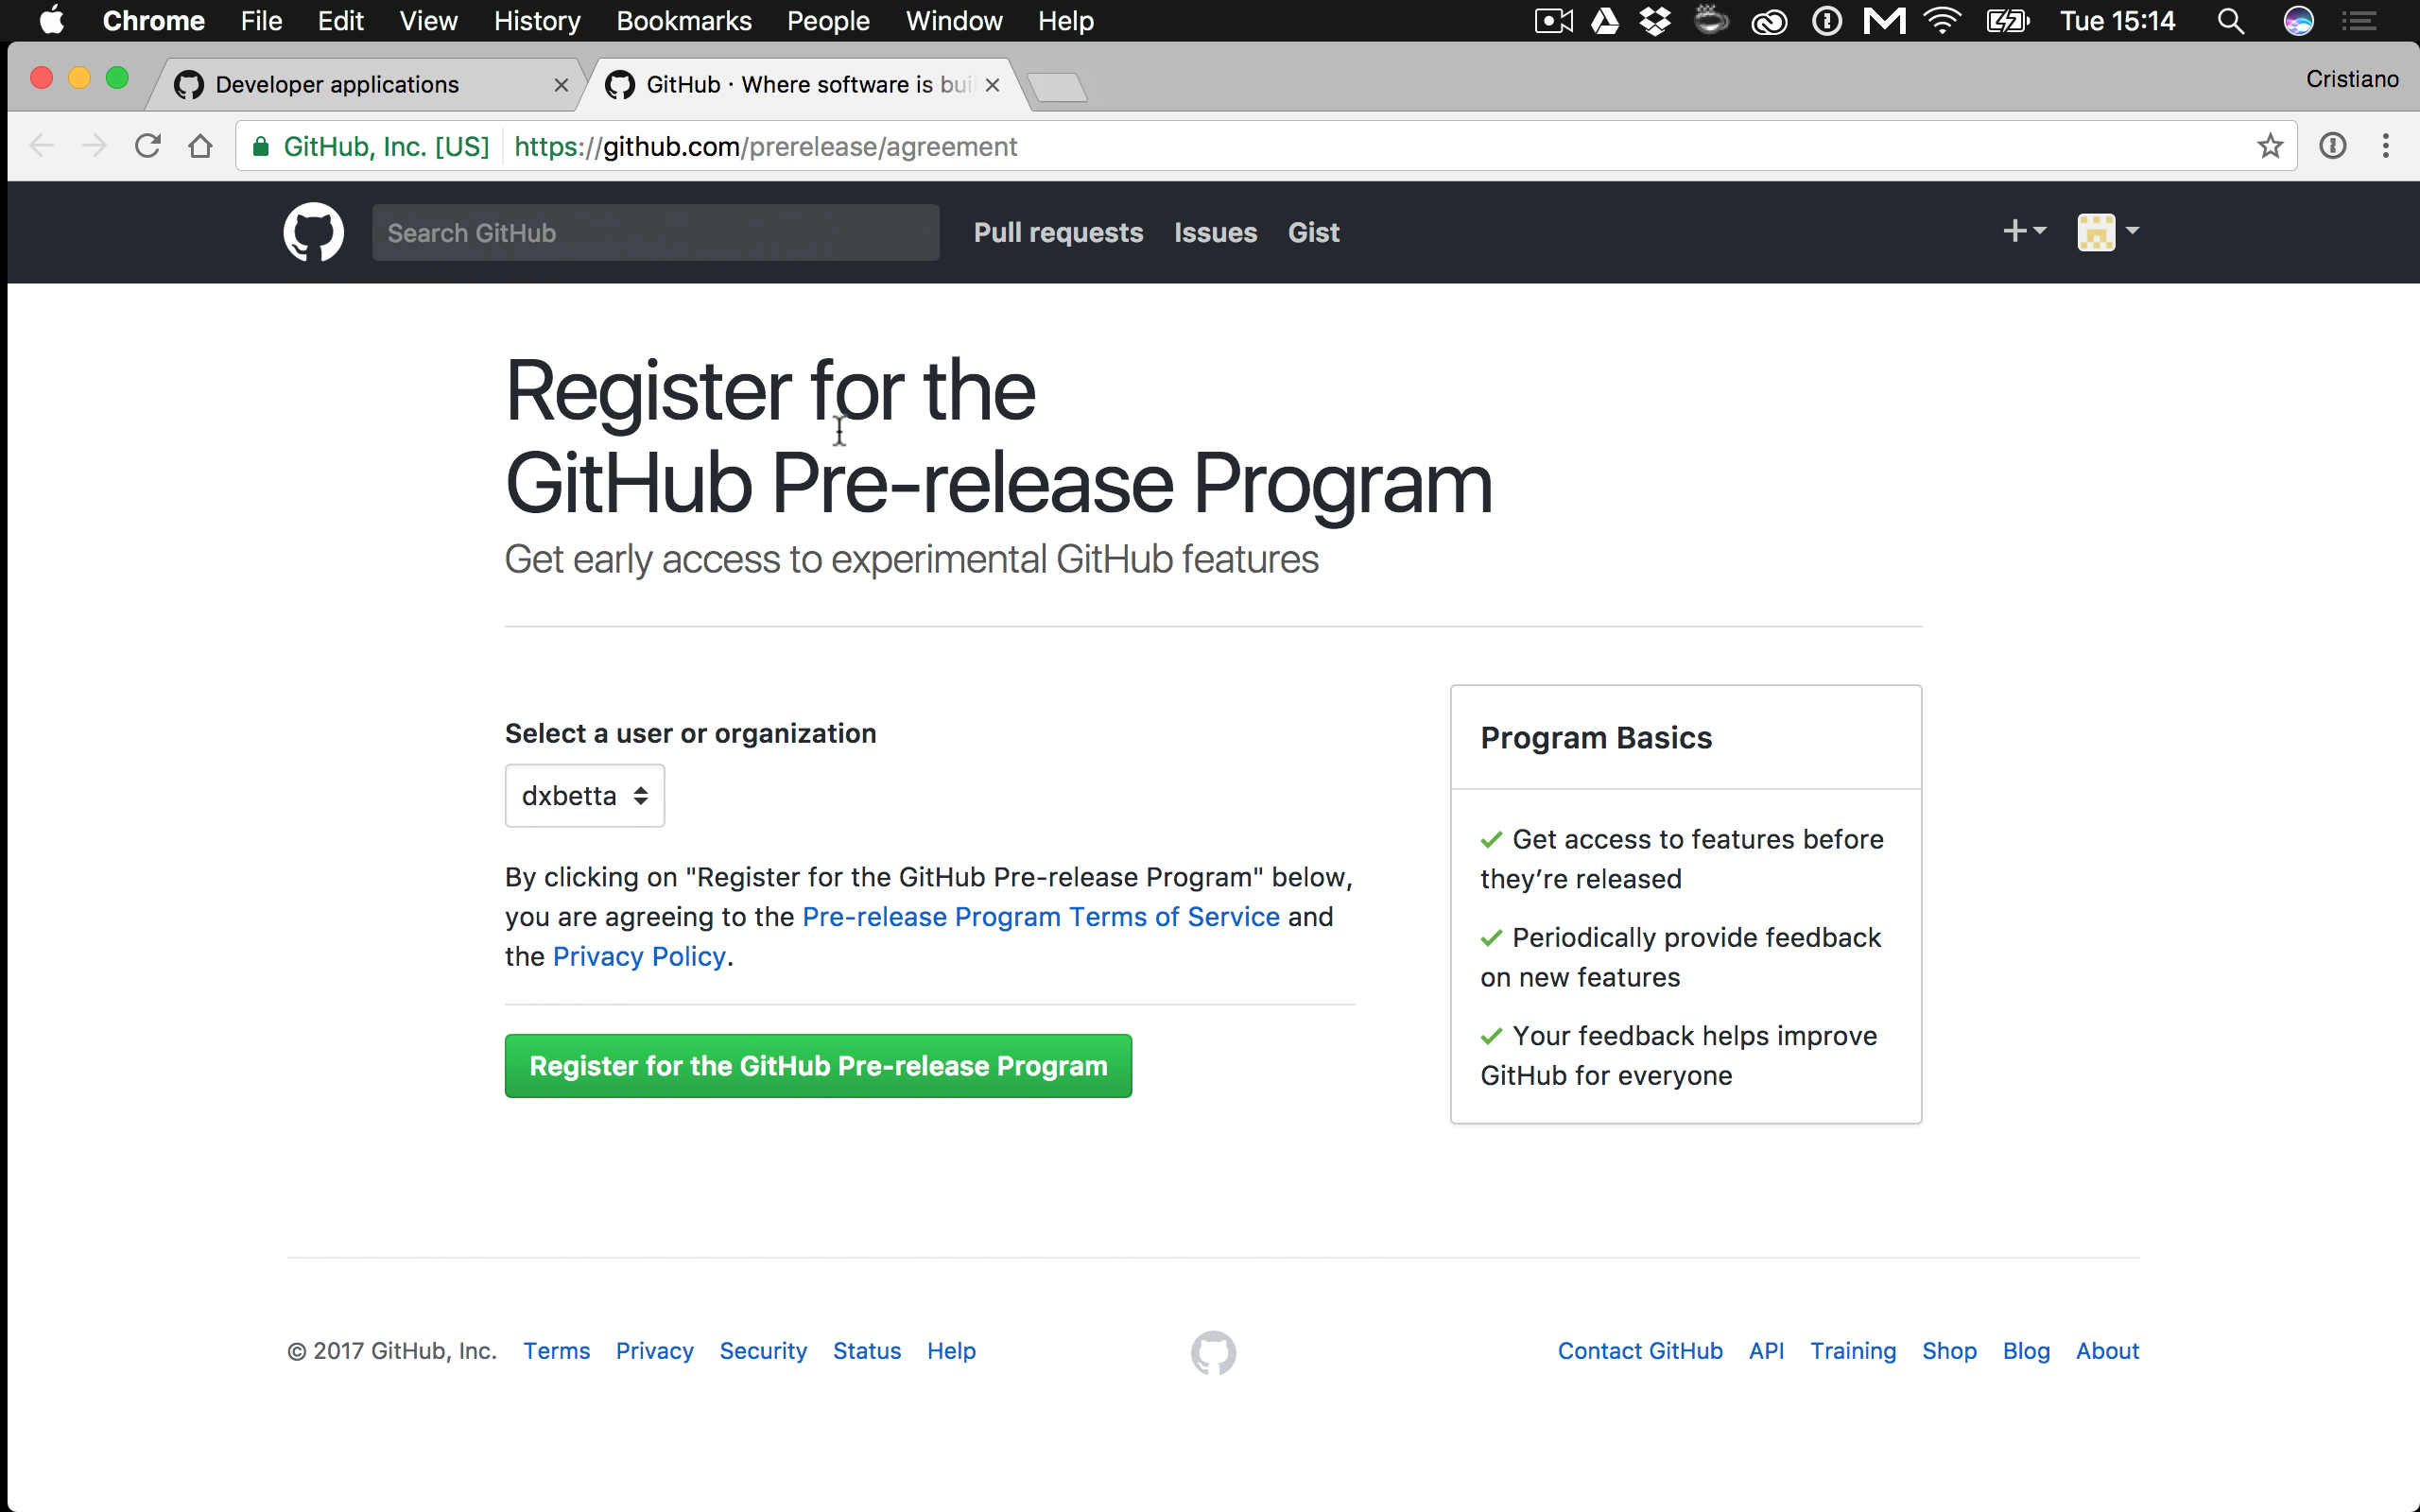 Chrome File Edit View History Bookmarks People Window Help Tue 15:14
Developer applications
GitHub · Where software is bui
Cristiano
GitHub, Inc. [US] https://github.com/prerelease/agreement
Search GitHub Pull requests Issues Gist
Register for the
GitHub Pre-release Program
Get early access to experimental GitHub features
Select a user or organization
dxbetta
By clicking on "Register for the GitHub Pre-release Program" below,
you are agreeing to the Pre-release Program Terms of Service and
the Privacy Policy.
Register for the GitHub Pre-release Program
Program Basics
Get access to features before
they’re released
Periodically provide feedback
on new features
Your feedback helps improve
GitHub for everyone
© 2017 GitHub, Inc. Terms Privacy Security Status Help
Contact GitHub API Training Shop Blog About